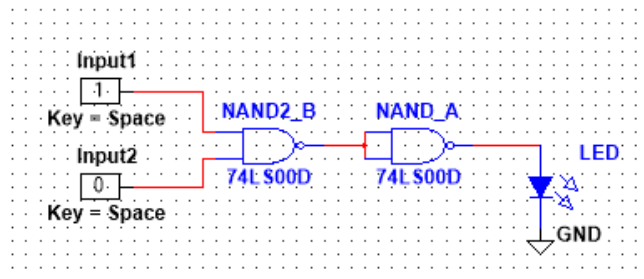 Input1
1
Key = Space
NAND2_B
NAND_A
74LS00D
74LS00D
LED
Input2
0
Key = Space
GND